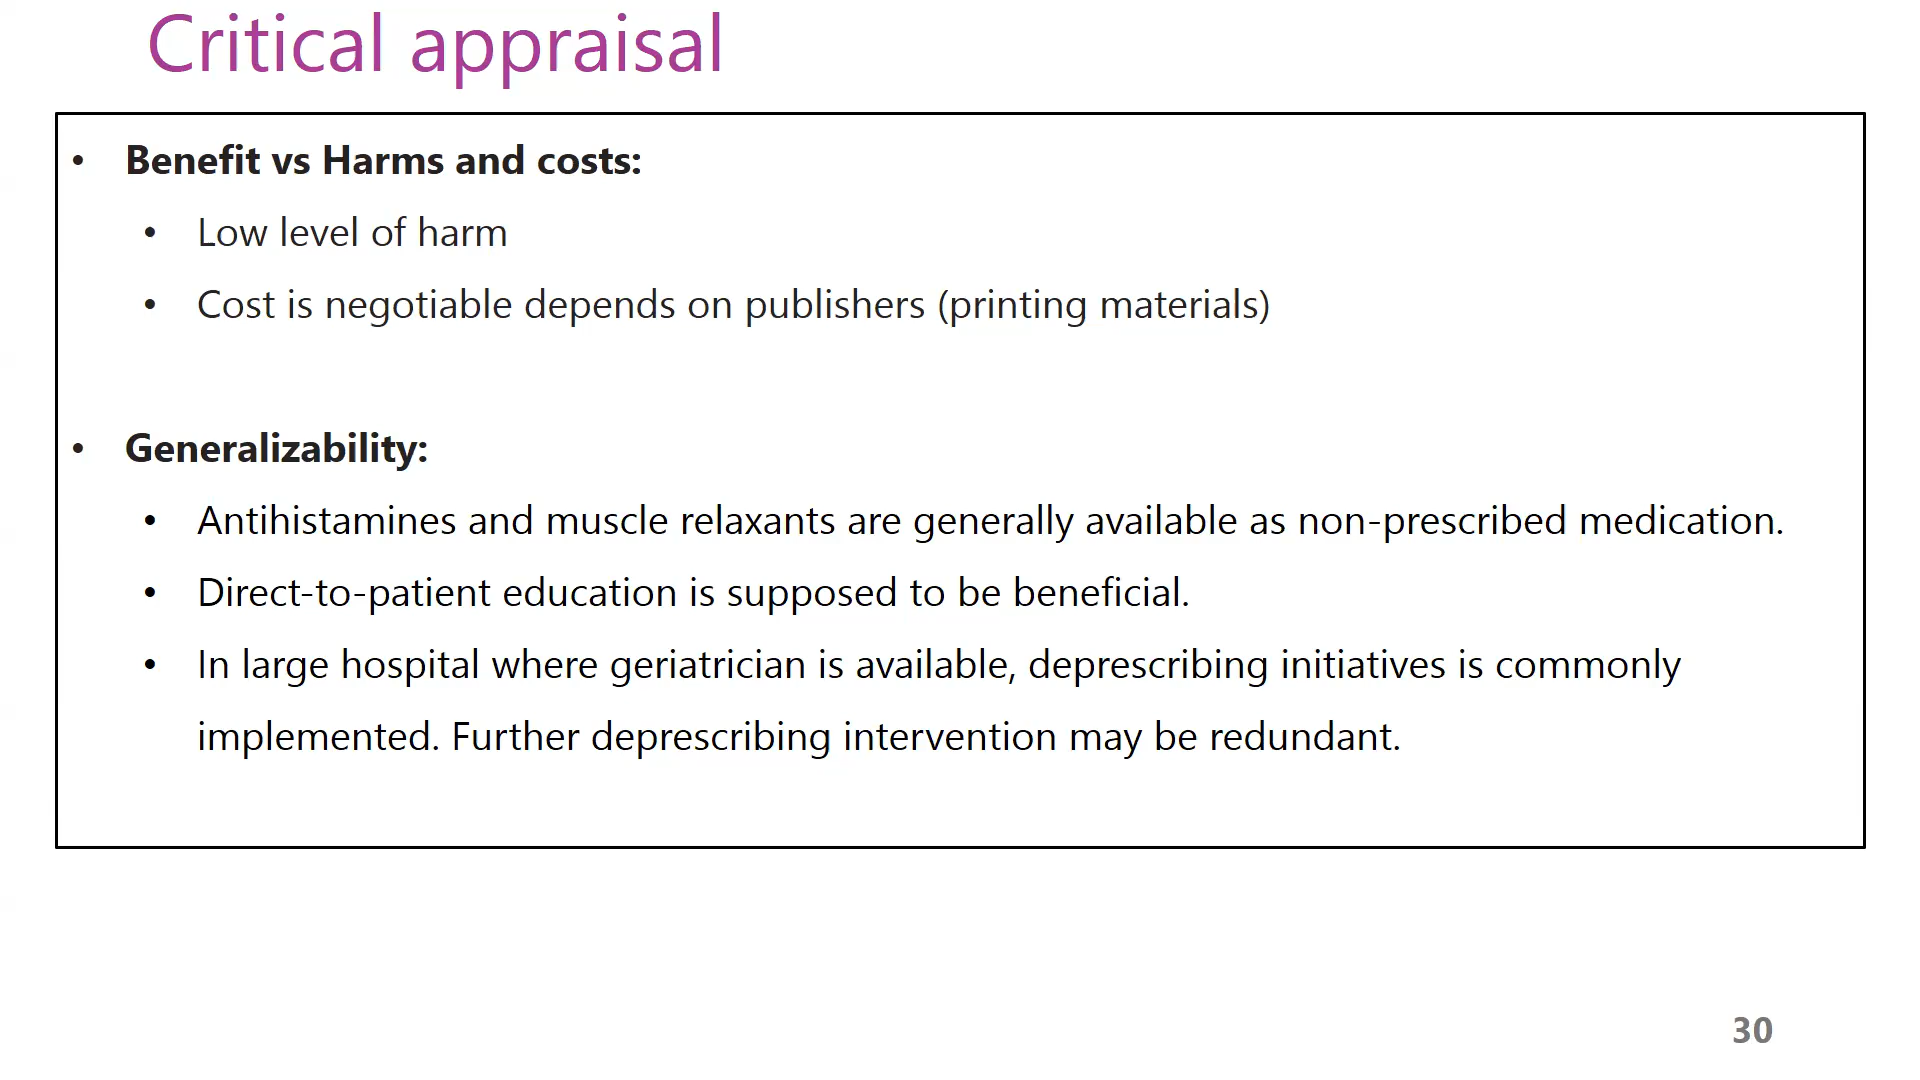 Critical appraisal
• Benefit vs Harms and costs:
• Low level of harm
• Cost is negotiable depends on publishers (printing materials)
• Generalizability:
• Antihistamines and muscle relaxants are generally available as non-prescribed medication.
• Direct-to-patient education is supposed to be beneficial.
• In large hospital where geriatrician is available, deprescribing initiatives is commonly
implemented. Further deprescribing intervention may be redundant.
30